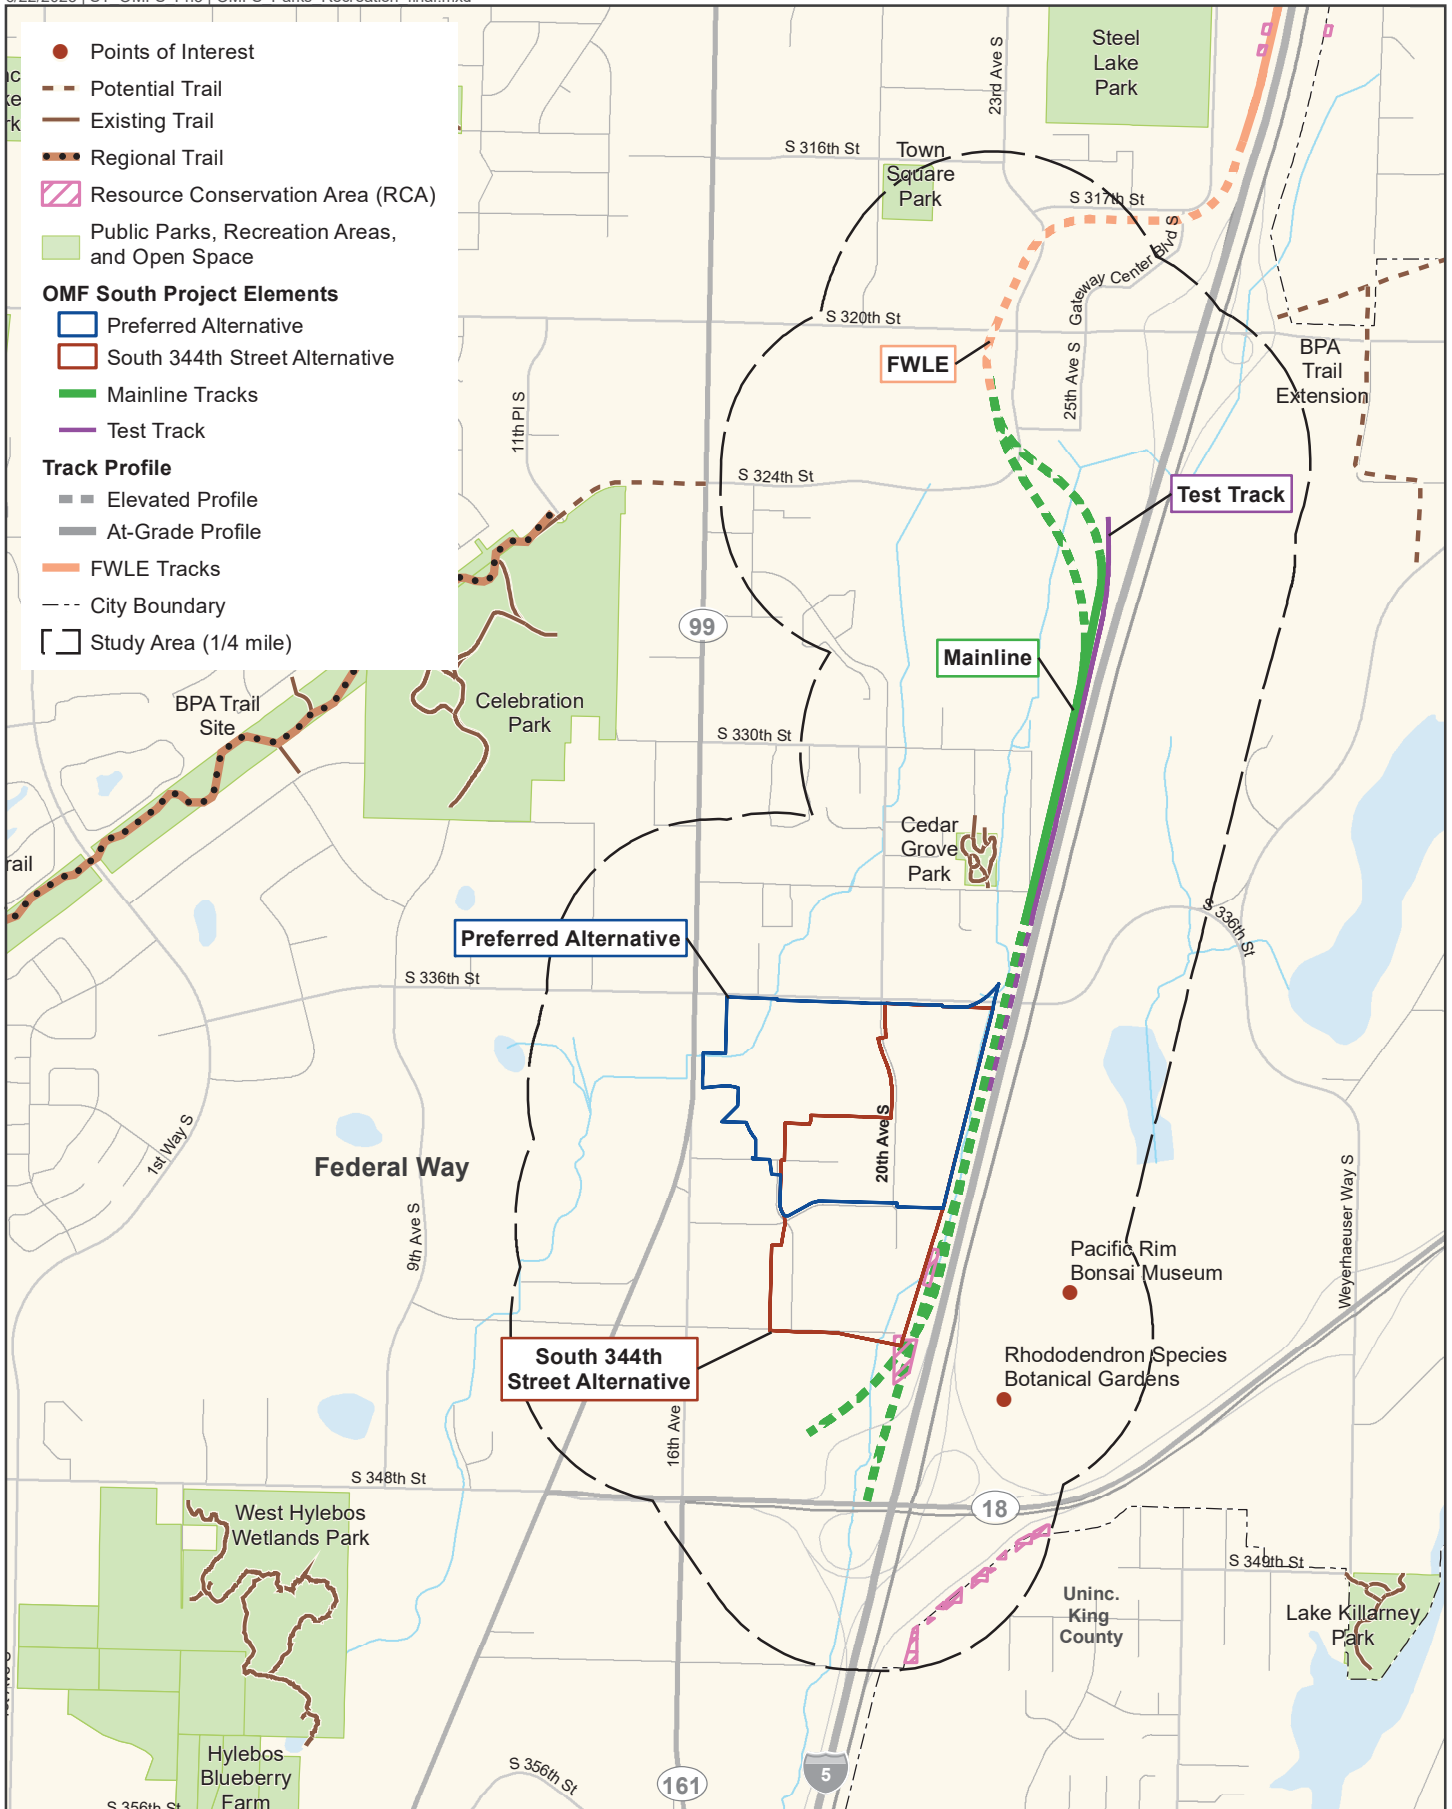 Points of Interest
Potential Trail
Existing Trail
Regional Trail
Resource Conservation Area (RCA)
Public Parks, Recreation Areas,
and Open Space
OMF South Project Elements
Preferred Alternative
South 344th Street Alternative
Mainline Tracks
Test Track
Track Profile
Elevated Profile
At-Grade Profile
FWLE Tracks
City Boundary
Study Area (1/4 mile)
Steel
Lake
Park
23rd Ave S
S 316th St
Town
Square
Park
S 317th St
Gateway Center Blvd S
S 320th St
FWLE
25th Ave S
BPA
Trail
Extension
11th Pl S
S 324th St
Test Track
99
Mainline
BPA Trail
Site
Celebration
Park
S 330th St
Cedar
Grove
Park
rail
Preferred Alternative
S 336th St
S 336th St
1st Way S
Federal Way
9th Ave S
20th Ave S
Weyerhaeuser Way S
Pacific Rim
Bonsai Museum
South 344th
Street Alternative
Rhododendron Species
Botanical Gardens
16th Ave
S 348th St
18
West Hylebos
Wetlands Park
S 349th St
Uninc.
King
County
Lake Killarney
Park
Hylebos
Blueberry
Farm
S 356th St
S 356th St
161
5